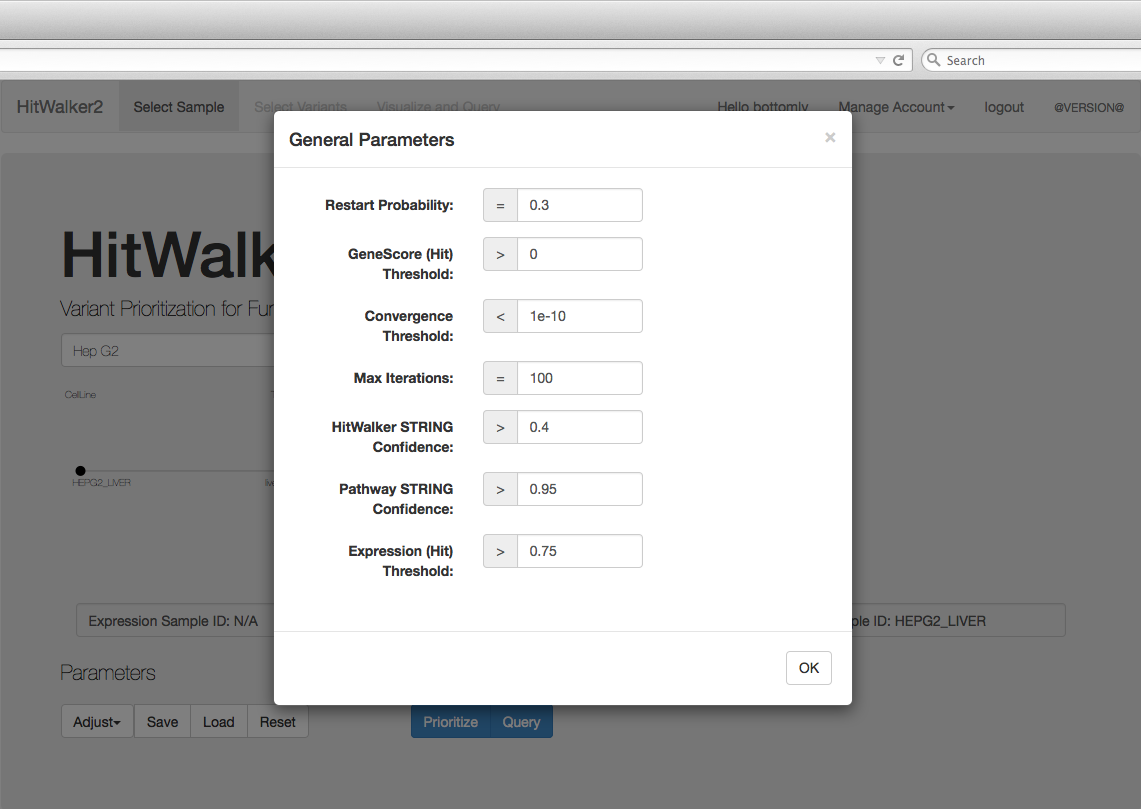 Search
HitWalker2 Select Sample Select Variants Visualize and Query Hello bottomly Manage Account logout @VERSION@
General Parameters ×
Restart Probability: = 0.3
GeneScore (Hit) > 0
Threshold:
Convergence < 1e-10
Threshold:
Max Iterations: = 100
HitWalker STRING > 0.4
Confidence:
Pathway STRING > 0.95
Confidence:
Expression (Hit) > 0.75
Threshold:
OK
HitWalk
Variant Prioritization for Fur
Hep G2
CellLine
HEPG2_LIVER
Expression Sample ID: N/A
ple ID: HEPG2_LIVER
Parameters
Adjust Save Load Reset Prioritize Query